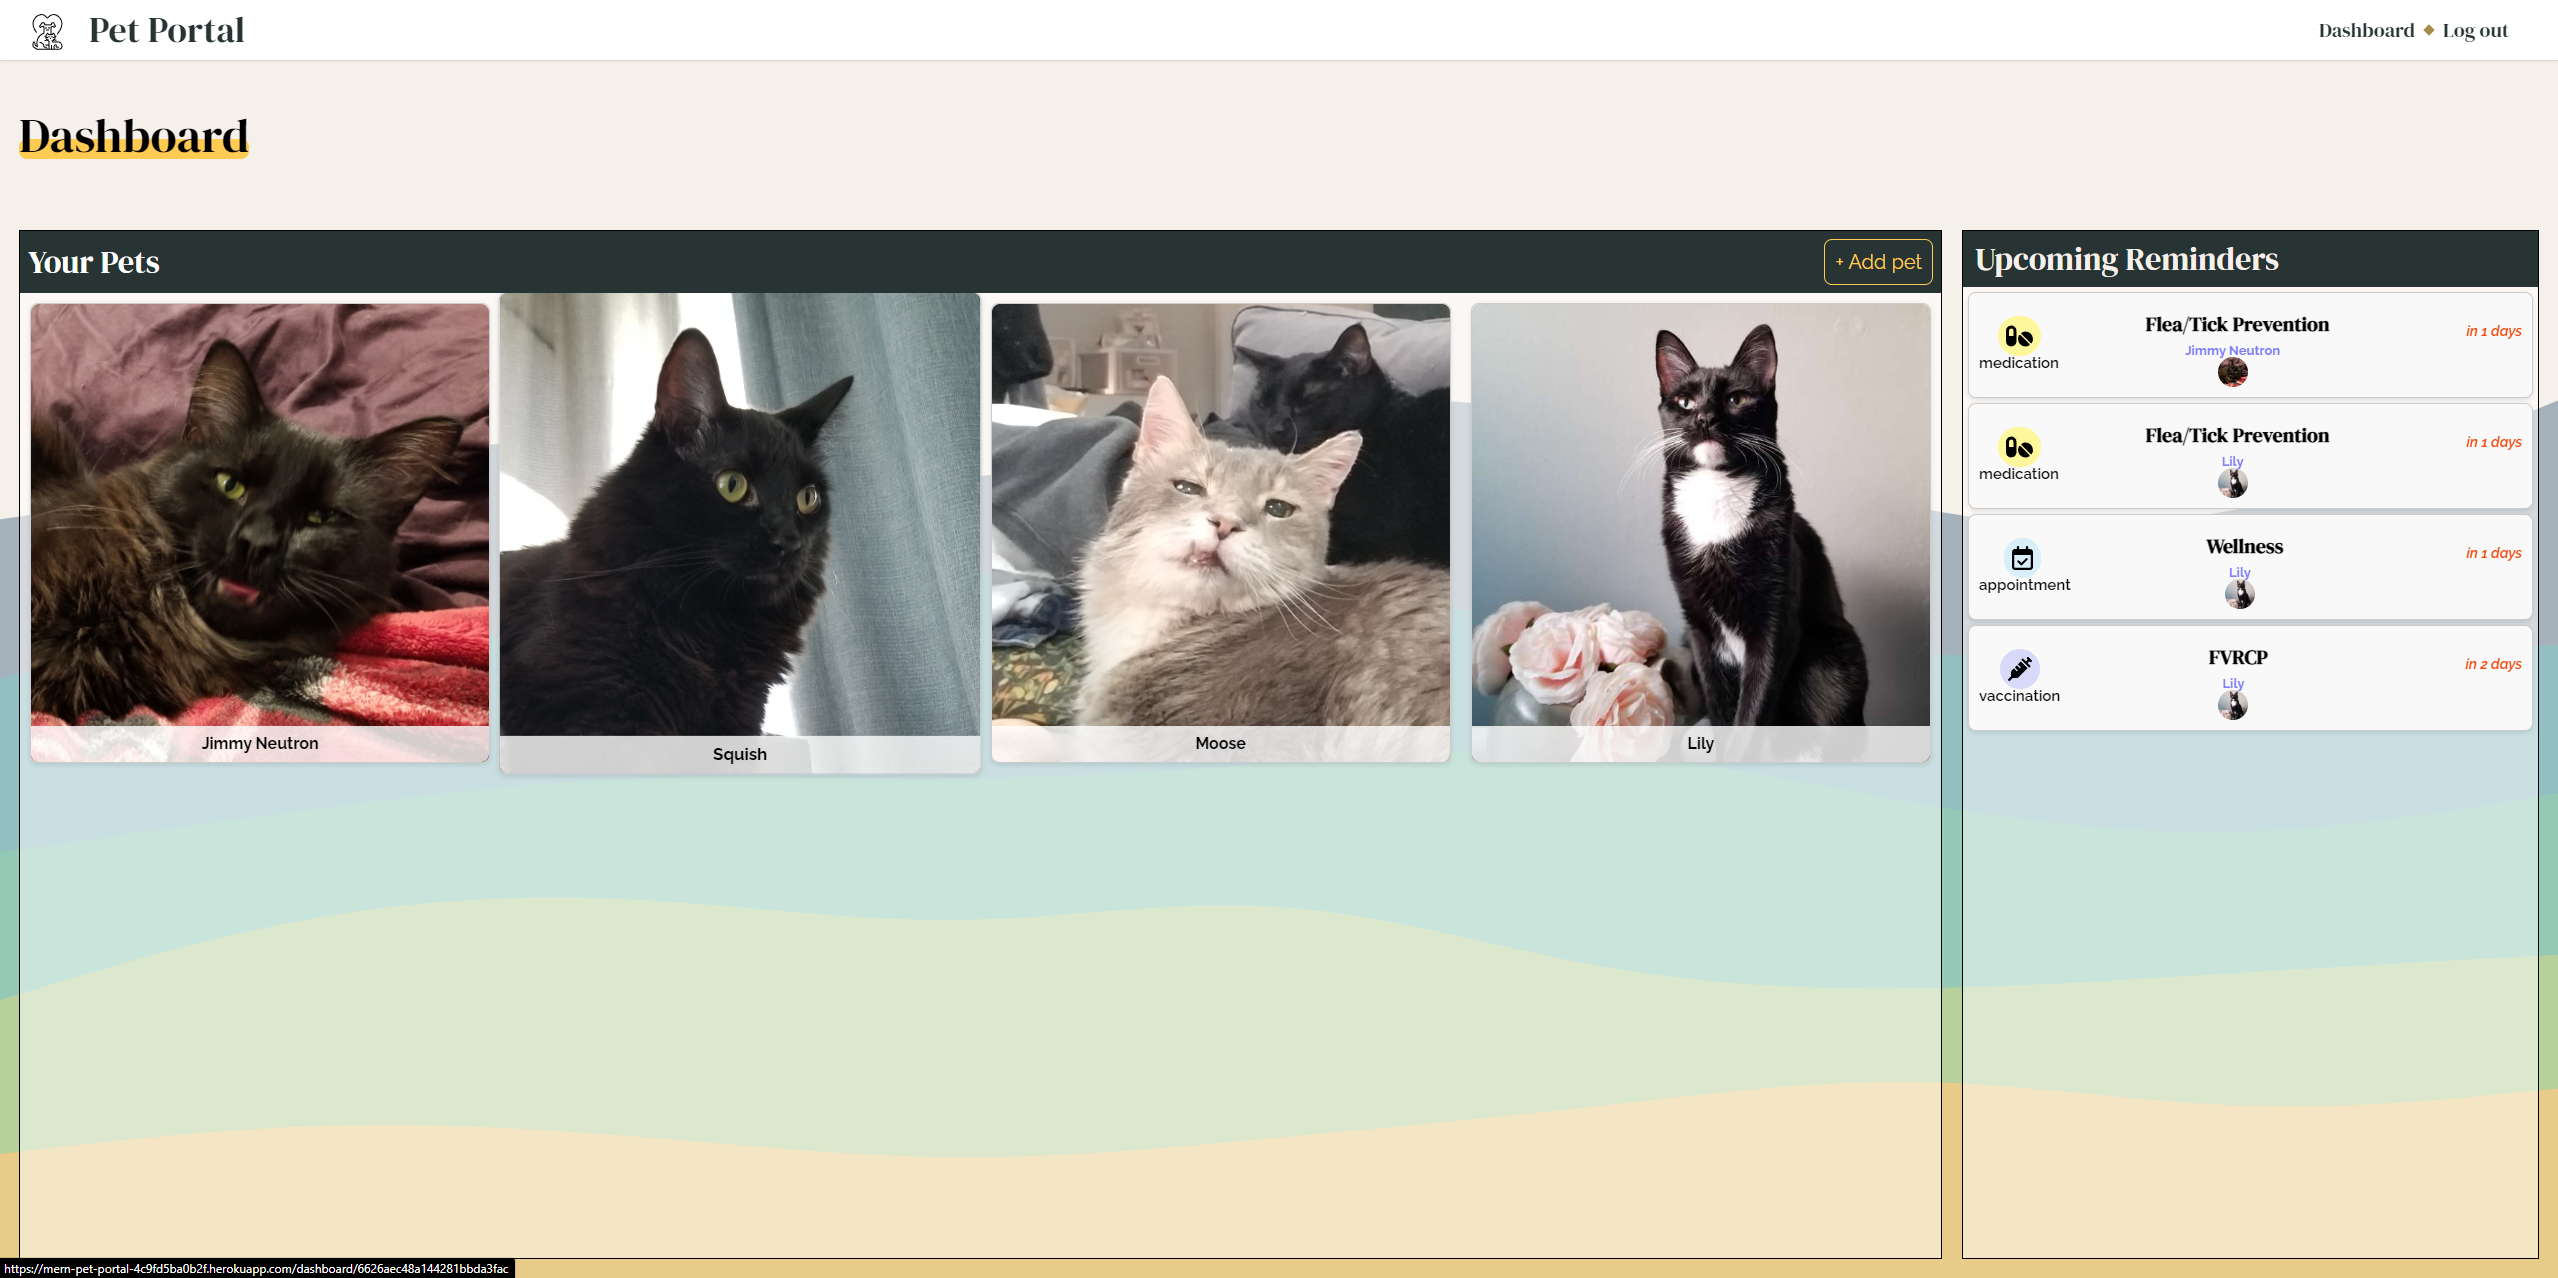 Pet Portal
Dashboard ◆ Log out
Dashboard
Your Pets
+ Add pet
Jimmy Neutron
Squish
Moose
Lily
Upcoming Reminders
medication
Flea/Tick Prevention
Jimmy Neutron
in 1 days
medication
Flea/Tick Prevention
Lily
in 1 days
appointment
Wellness
Lily
in 1 days
vaccination
FVRCP
Lily
in 2 days
https://mern-pet-portal-4c9fd5ba0b2f.herokuapp.com/dashboard/6626aec48a144281bbda3fac